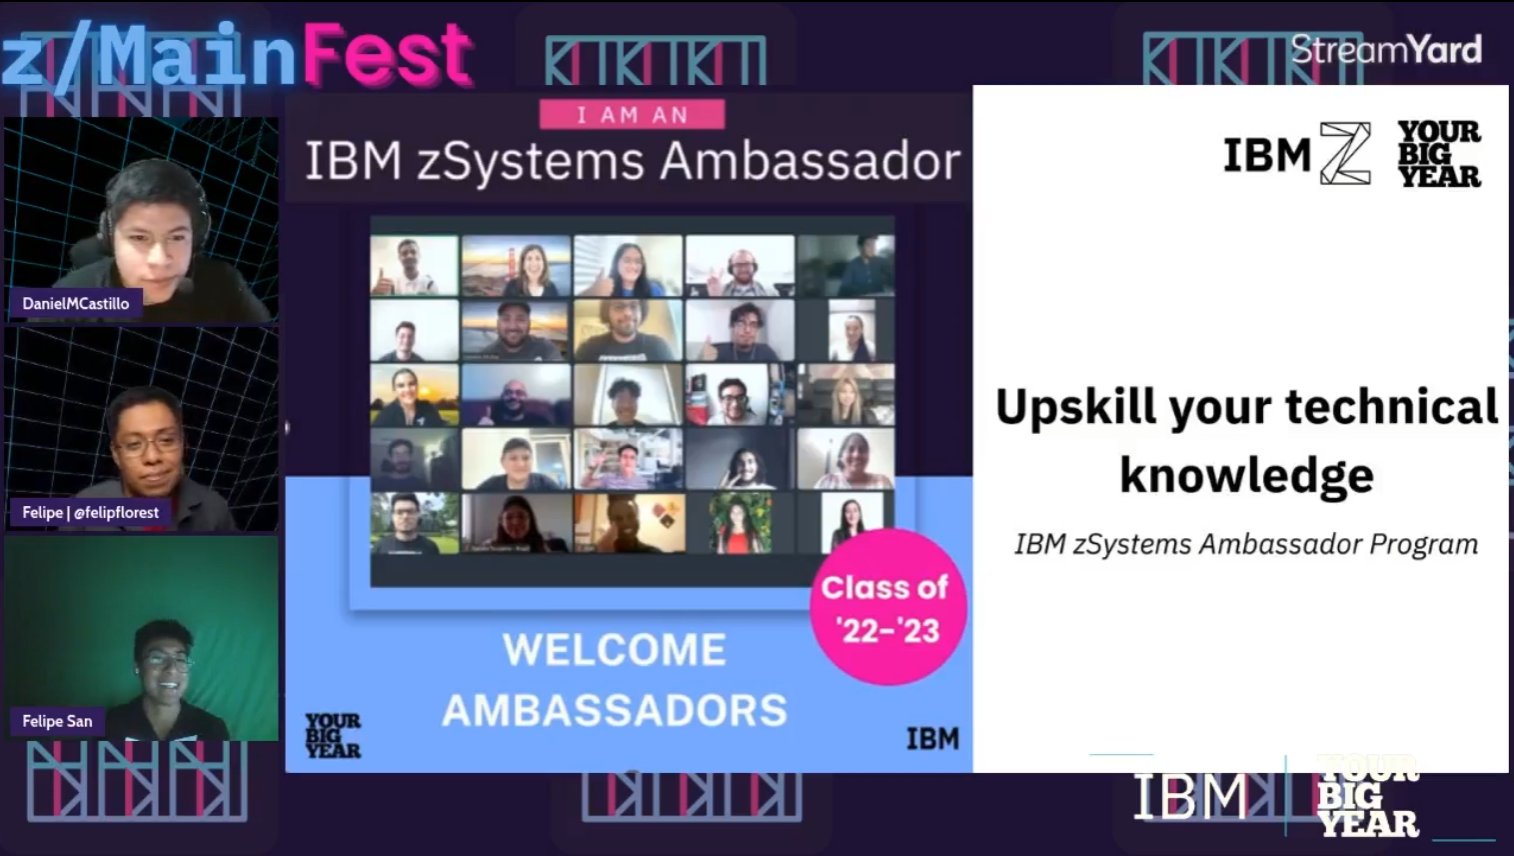 z/MainFest
StreamYard
DanielMCastillo
Felipe | @felipflorest
Felipe San
I AM AN
IBM zSystems Ambassador
Class of
'22-'23
WELCOME
AMBASSADORS
YOUR
BIG
YEAR
IBM
IBM Z
YOUR
BIG
YEAR
Upskill your technical
knowledge
IBM zSystems Ambassador Program
IBM
YOUR
BIG
YEAR